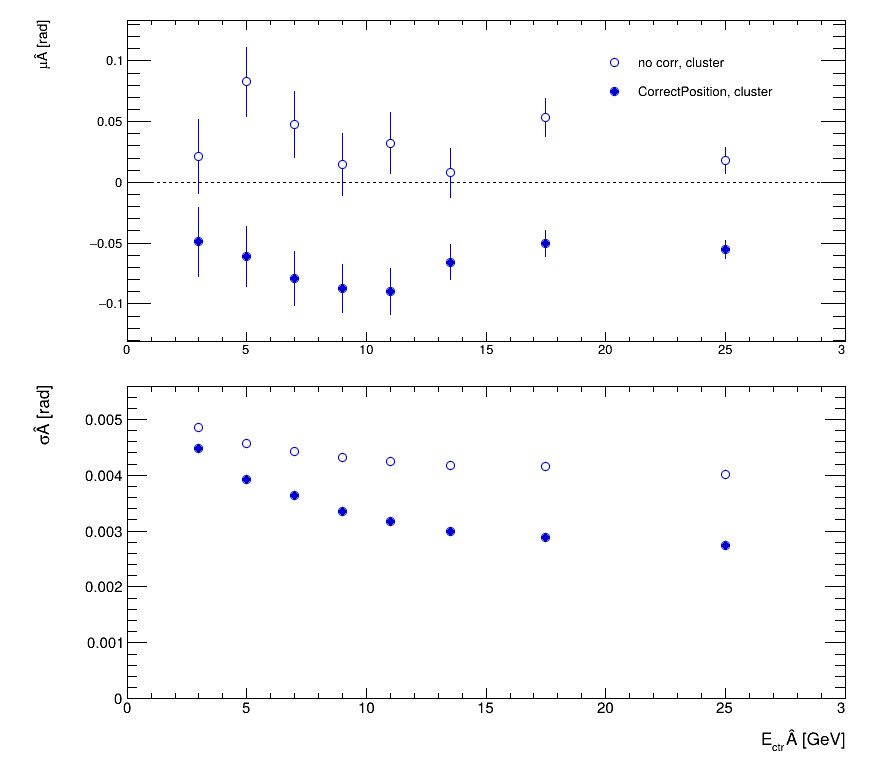 μÂ [rad]
0.1
0.05
0
−0.05
−0.1
no corr, cluster
CorrectPosition, cluster
0 5 10 15 20 25 3
σÂ [rad]
0.005
0.004
0.003
0.002
0.001
0
0 5 10 15 20 25 3
E_ctr Â [GeV]